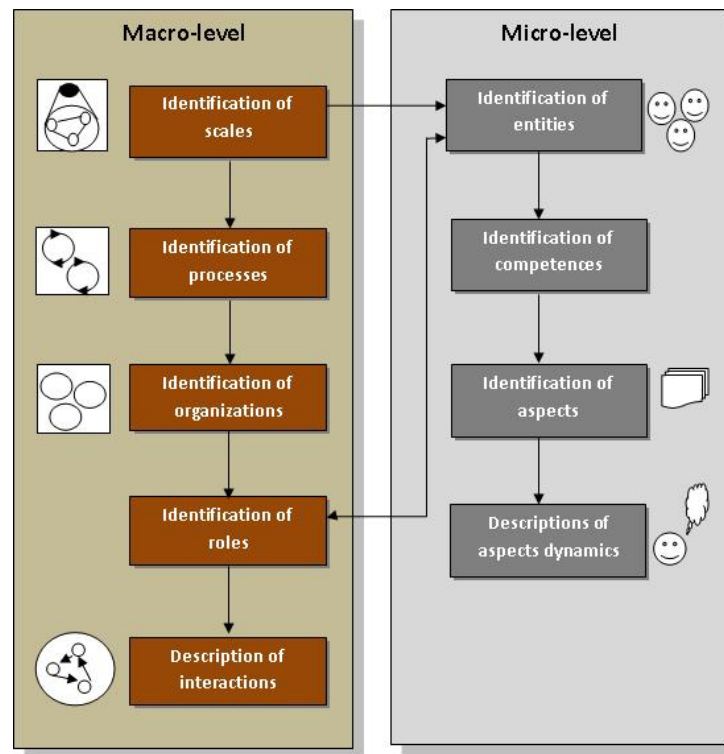 Macro-level
Identification of
scales
Identification of
processes
Identification of
organizations
Identification of
roles
Description of
interactions
Micro-level
Identification of
entities
Identification of
competences
Identification of
aspects
Descriptions of
aspects dynamics